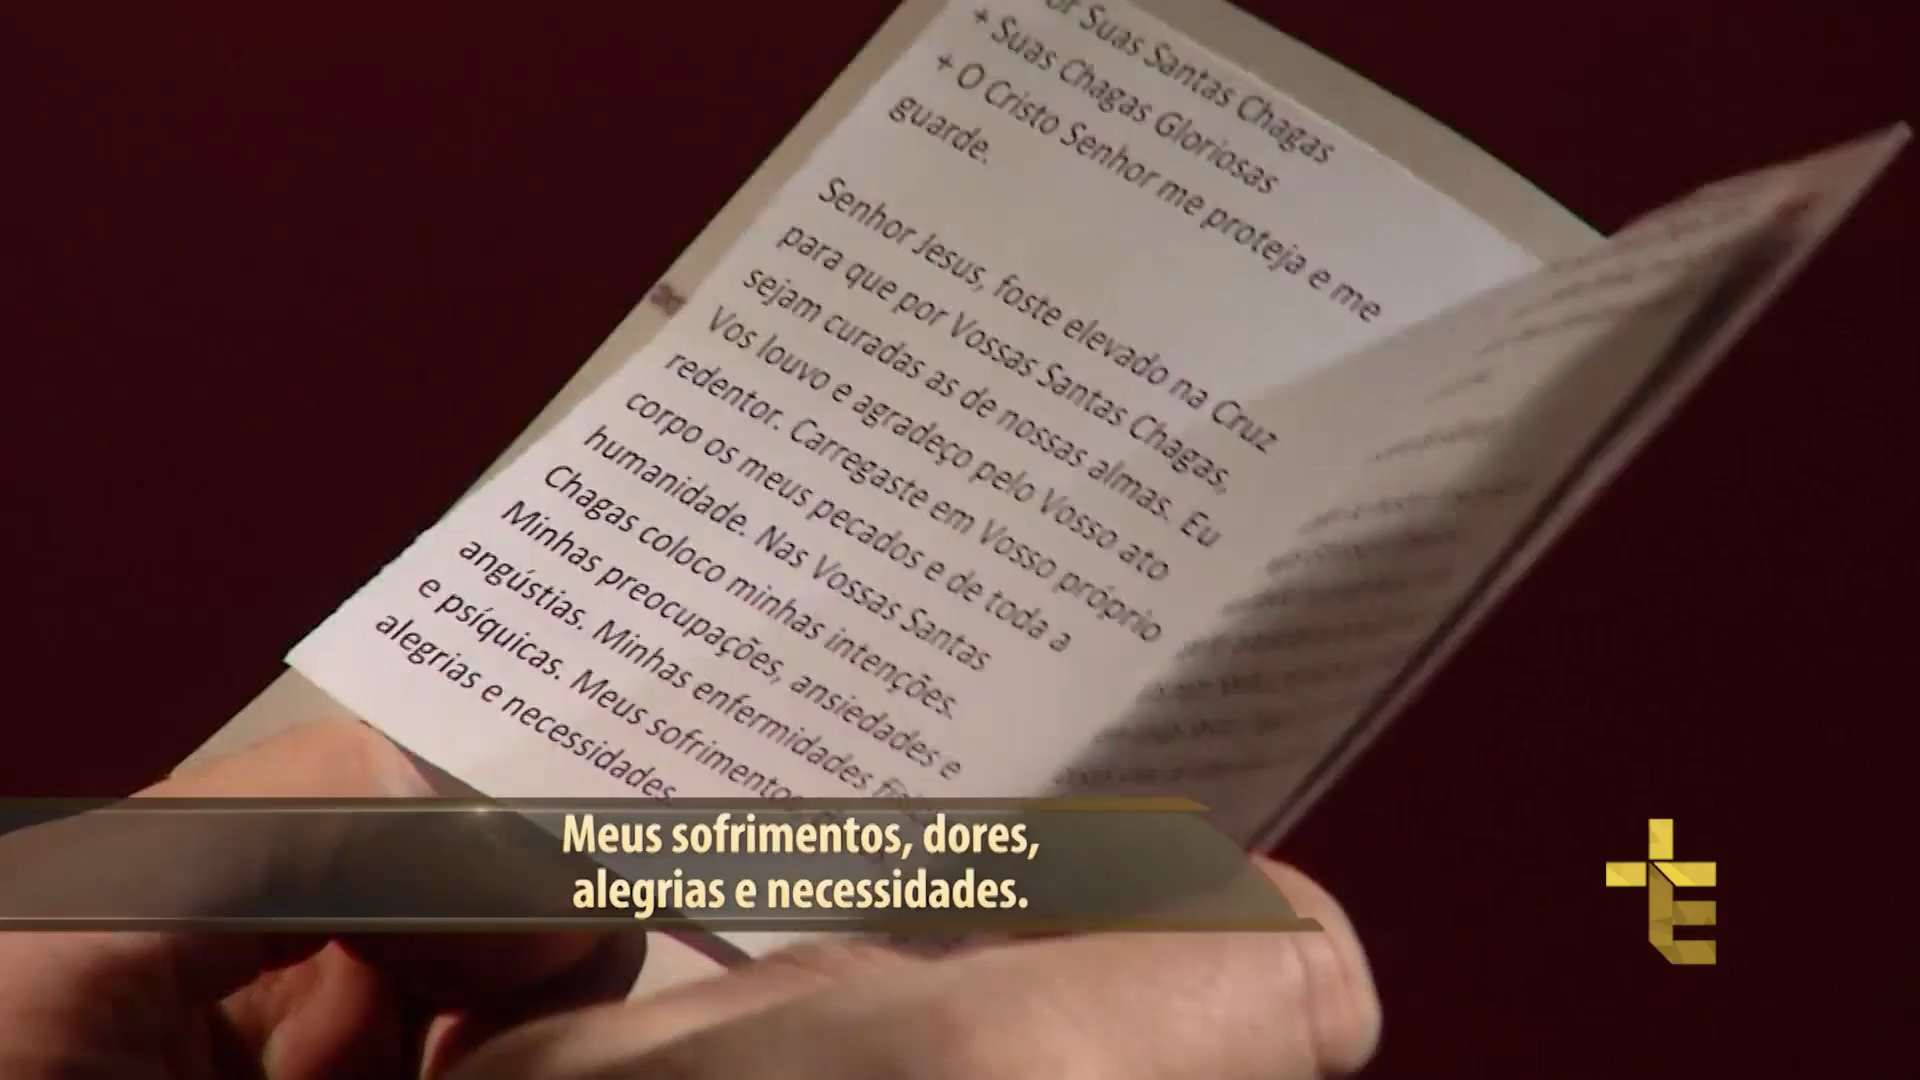 Suas Santas Chagas
+ Suas Chagas Gloriosas
+ O Cristo Senhor me proteja e me
guarde.
Senhor Jesus, foste elevado na Cruz
para que por Vossas Santas Chagas,
sejam curadas as de nossas almas. Eu
Vos louvo e agradeço pelo Vosso ato
redentor. Carregaste em Vosso próprio
corpo os meus pecados e de toda a
humanidade. Nas Vossas Santas
Chagas coloco minhas intenções.
Minhas preocupações, ansiedades e
angústias. Minhas enfermidades
e psíquicas. Meus sofrimentos
alegrias e necessidades.
Meus sofrimentos, dores,
alegrias e necessidades.